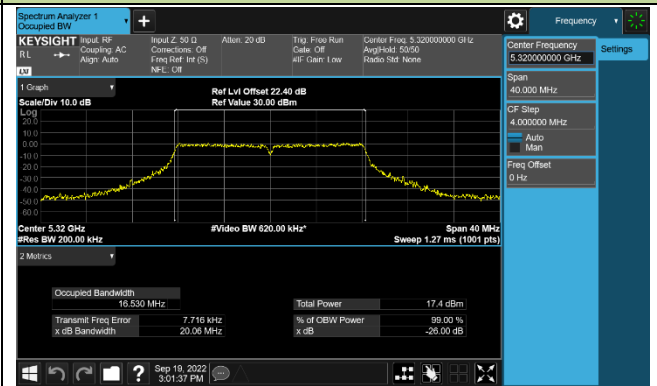 Spectrum Analyzer 1
Occupied BW
+
Frequency
KEYSIGHT
RL
LXI
Input: RF
Coupling: AC
Align: Auto
Input Z: 50 Ω
Corrections: Off
Freq Ref: Int (S)
NFE: Off
Atten: 20 dB
Trig: Free Run
Gate: Off
#IF Gain: Low
Center Freq: 5.320000000 GHz
Avg|Hold: 50/50
Radio Std: None
Center Frequency
5.320000000 GHz
Settings
Span
40.000 MHz
CF Step
4.000000 MHz
Auto
Man
Freq Offset
0 Hz
1 Graph
Scale/Div 10.0 dB
Ref Lvl Offset 22.40 dB
Ref Value 30.00 dBm
Log
20.0
10.0
0.00
-10.0
-20.0
-30.0
-40.0
-50.0
-60.0
Center 5.32 GHz
#Res BW 200.00 kHz
#Video BW 620.00 kHz*
Span 40 MHz
Sweep 1.27 ms (1001 pts)
2 Metrics
Occupied Bandwidth
16.530 MHz
Total Power 17.4 dBm
Transmit Freq Error 7.716 kHz
% of OBW Power 99.00 %
x dB Bandwidth 20.06 MHz
x dB -26.00 dB
?
Sep 19, 2022
3:01:37 PM